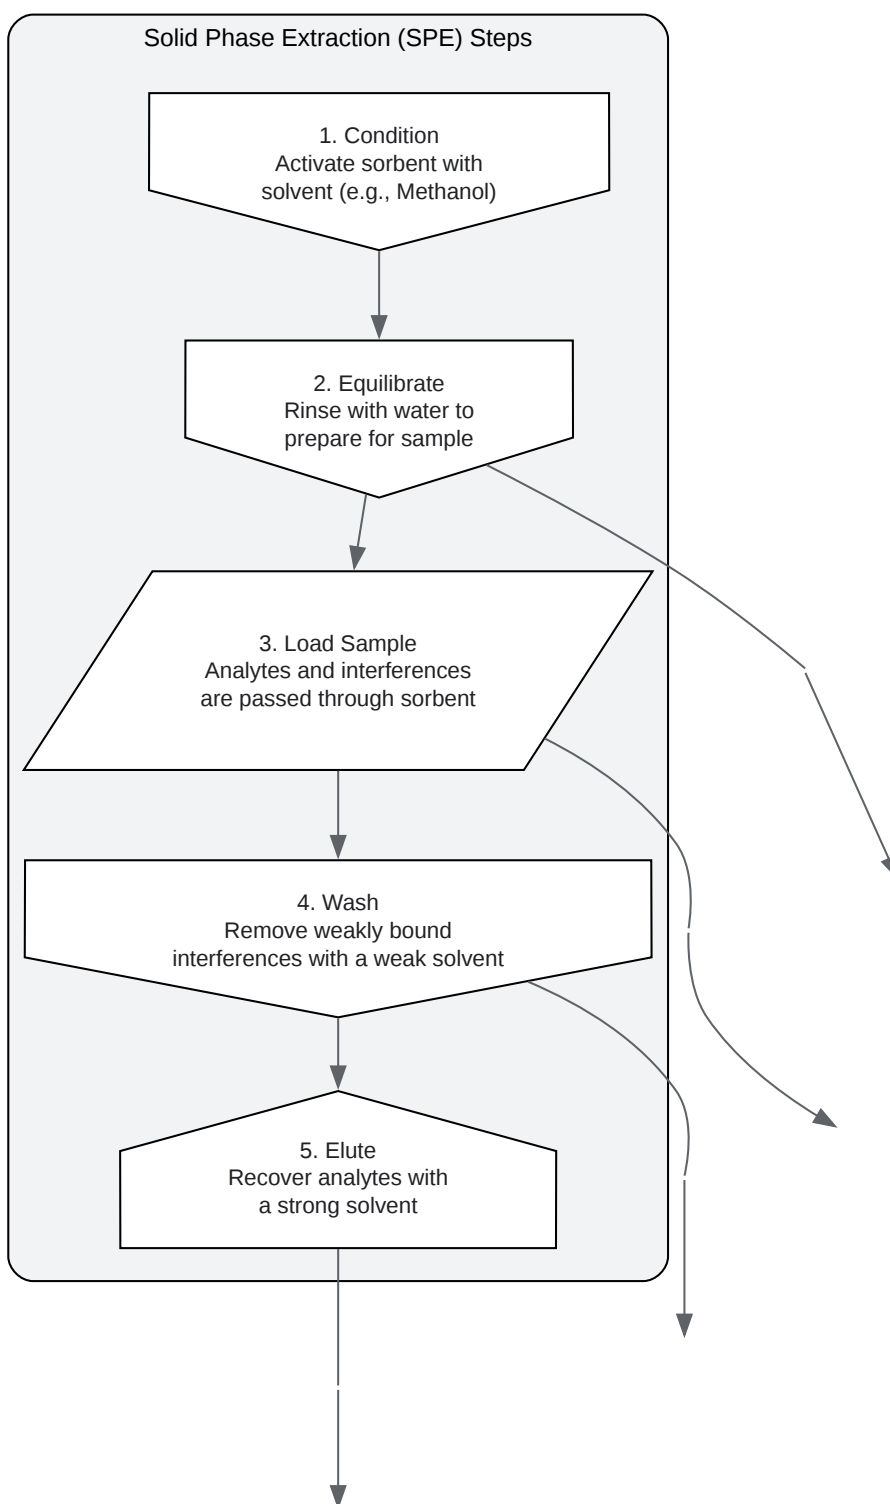 Solid Phase Extraction (SPE) Steps
1. Condition
Activate sorbent with
solvent (e.g., Methanol)
2. Equilibrate
Rinse with water to
prepare for sample
3. Load Sample
Analytes and interferences
are passed through sorbent
4. Wash
Remove weakly bound
interferences with a weak solvent
5. Elute
Recover analytes with
a strong solvent